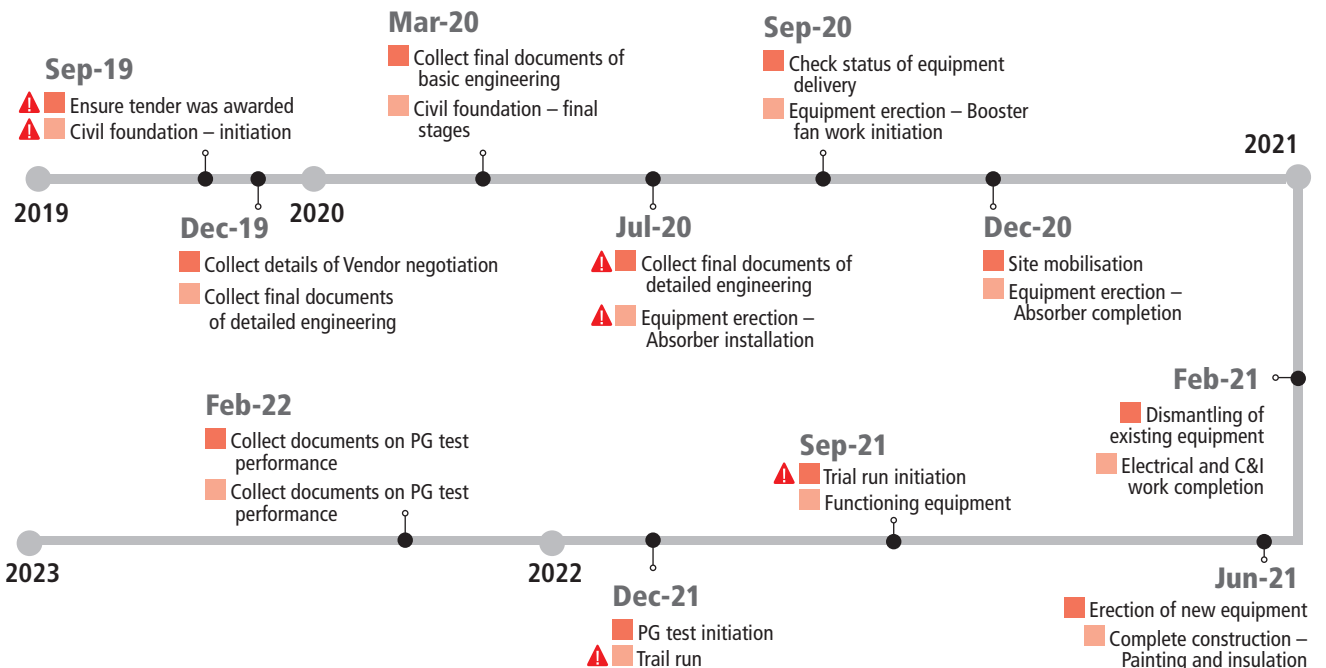 Sep-19
Ensure tender was awarded
Civil foundation – initiation
Mar-20
Collect final documents of
basic engineering
Civil foundation – final
stages
Sep-20
Check status of equipment
delivery
Equipment erection – Booster
fan work initiation
2021
2019
2020
Dec-19
Collect details of Vendor negotiation
Collect final documents
of detailed engineering
Jul-20
Collect final documents of
detailed engineering
Equipment erection –
Absorber installation
Dec-20
Site mobilisation
Equipment erection –
Absorber completion
Feb-21
Dismantling of
existing equipment
Electrical and C&I
work completion
Feb-22
Collect documents on PG test
performance
Collect documents on PG test
performance
Sep-21
Trial run initiation
Functioning equipment
2023
2022
Dec-21
PG test initiation
Trail run
Jun-21
Erection of new equipment
Complete construction –
Painting and insulation